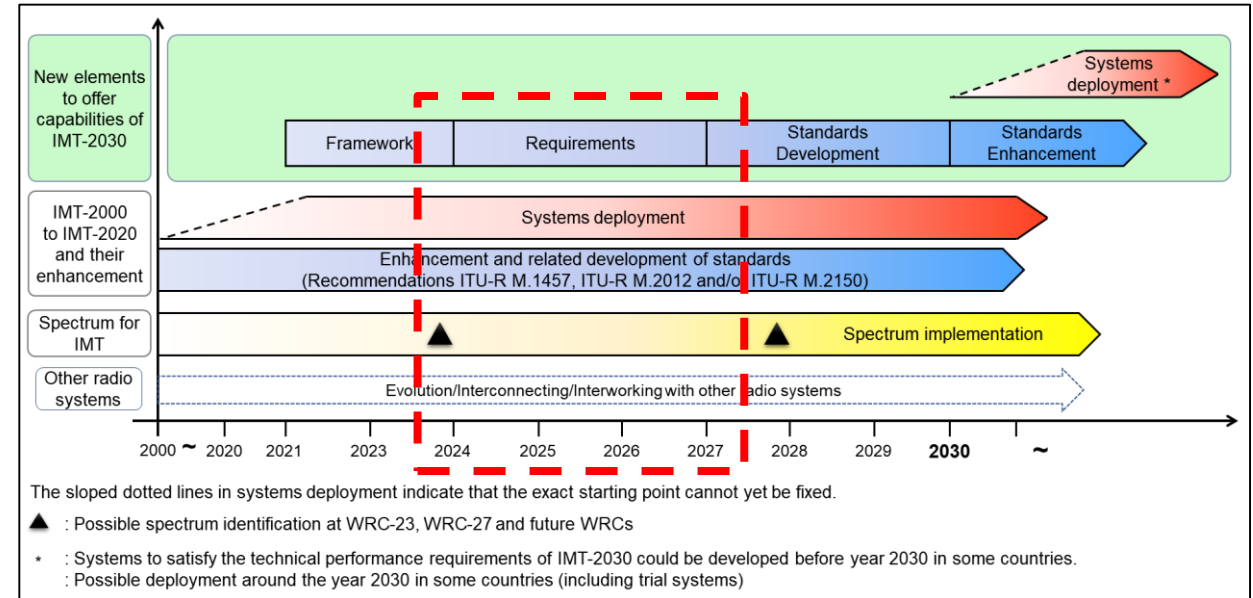 New elements
to offer
capabilities of
IMT-2030
Systems
deployment *
Framework
Requirements
Standards
Development
Standards
Enhancement
IMT-2000
to IMT-2020
and their
enhancement
Systems deployment
Enhancement and related development of standards
(Recommendations ITU-R M.1457, ITU-R M.2012 and/or ITU-R M.2150)
Spectrum for
IMT
Spectrum implementation
Other radio
systems
Evolution/Interconnecting/Interworking with other radio systems
2000 ~ 2020 2021 2023 2024 2025 2026 2027 2028 2029 2030 ~
The sloped dotted lines in systems deployment indicate that the exact starting point cannot yet be fixed.
▲ : Possible spectrum identification at WRC-23, WRC-27 and future WRCs
* : Systems to satisfy the technical performance requirements of IMT-2030 could be developed before year 2030 in some countries.
: Possible deployment around the year 2030 in some countries (including trial systems)